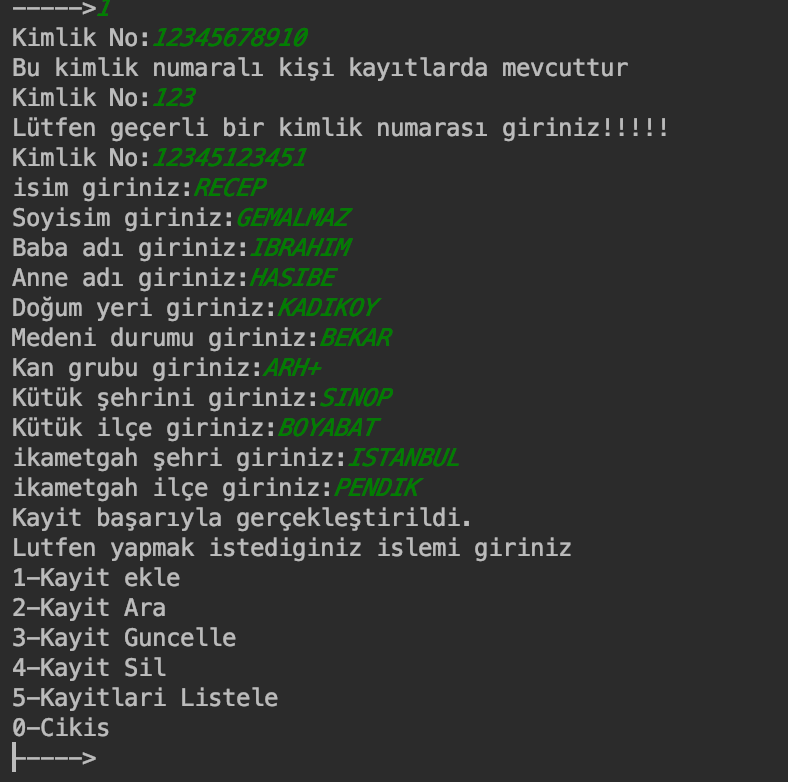 ----->1
Kimlik No:12345678910
Bu kimlik numaralı kişi kayıtlarda mevcuttur
Kimlik No:123
Lütfen geçerli bir kimlik numarası giriniz!!!!!
Kimlik No:12345123451
isim giriniz:RECEP
Soyisim giriniz:GEMALMAZ
Baba adı giriniz:IBRAHIM
Anne adı giriniz:HASIBE
Doğum yeri giriniz:KADIKOY
Medeni durumu giriniz:BEKAR
Kan grubu giriniz:ARH+
Kütük şehrini giriniz:SINOP
Kütük ilçe giriniz:BOYABAT
ikametgah şehri giriniz:ISTANBUL
ikametgah ilçe giriniz:PENDIK
Kayit başarıyla gerçekleştirildi.
Lutfen yapmak istediginiz islemi giriniz
1-Kayit ekle
2-Kayit Ara
3-Kayit Guncelle
4-Kayit Sil
5-Kayitlari Listele
0-Cikis
----->